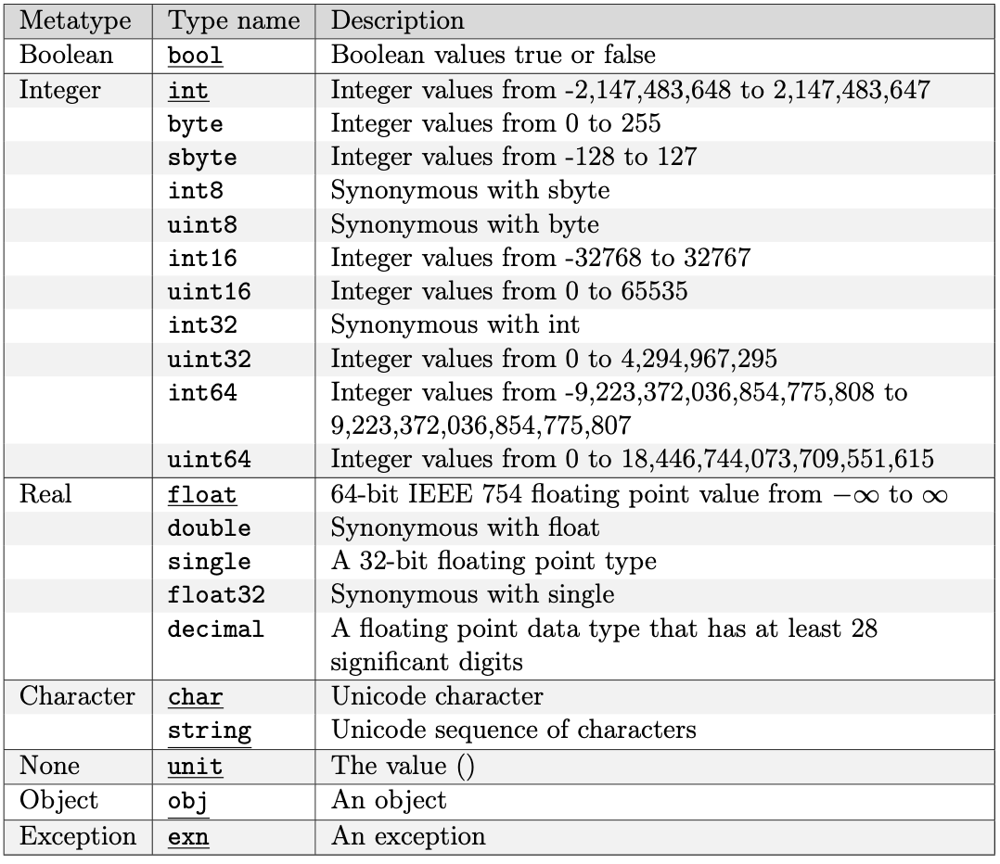 Metatype Type name Description
Boolean bool Boolean values true or false
Integer int Integer values from -2,147,483,648 to 2,147,483,647
byte Integer values from 0 to 255
sbyte Integer values from -128 to 127
int8 Synonymous with sbyte
uint8 Synonymous with byte
int16 Integer values from -32768 to 32767
uint16 Integer values from 0 to 65535
int32 Synonymous with int
uint32 Integer values from 0 to 4,294,967,295
int64 Integer values from -9,223,372,036,854,775,808 to
9,223,372,036,854,775,807
uint64 Integer values from 0 to 18,446,744,073,709,551,615
Real float 64-bit IEEE 754 floating point value from −∞ to ∞
double Synonymous with float
single A 32-bit floating point type
float32 Synonymous with single
decimal A floating point data type that has at least 28
significant digits
Character char Unicode character
string Unicode sequence of characters
None unit The value ()
Object obj An object
Exception exn An exception